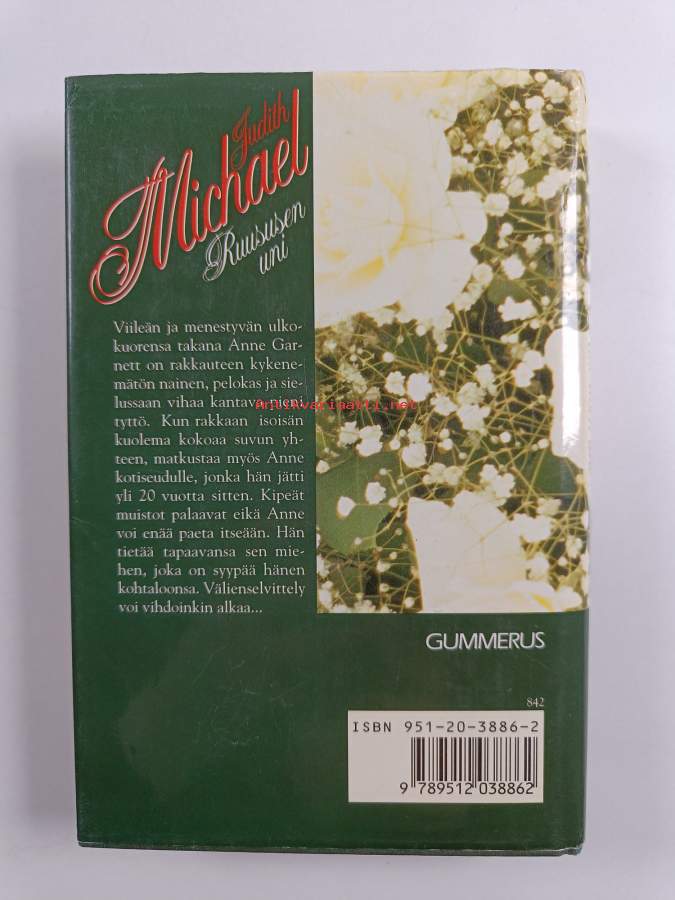 Judith
Michael
Ruususen
uni
Viileän ja menestyvän ulko-
kuorensa takana Anne Gar-
nett on rakkauteen kykene-
mätön nainen, pelokas ja sie-
lussaan vihaa kantava pieni
antikvariaatti.net
tyttö. Kun rakkaan isoisän
kuolema kokoaa suvun yh-
teen, matkustaa myös Anne
kotiseudulle, jonka hän jätti
yli 20 vuotta sitten. Kipeät
muistot palaavat eikä Anne
voi enää paeta itseään. Hän
tietää tapaavansa sen mie-
hen, joka on syypää hänen
kohtaloonsa. Välienselvittely
voi vihdoinkin alkaa...
GUMMERUS
842
ISBN 951-20-3886-2
9 789512 038862